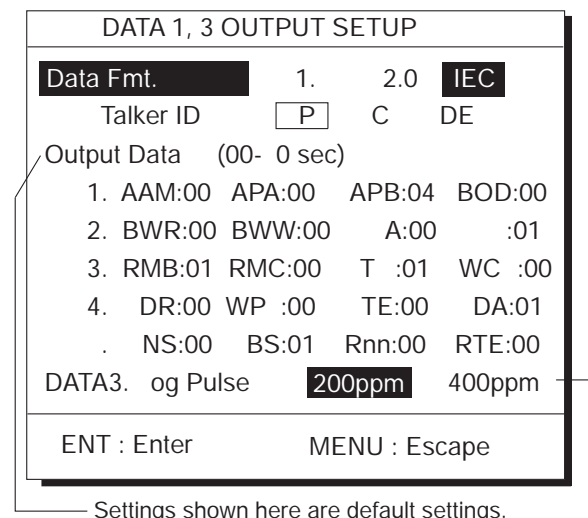 DATA 1, 3 OUTPUT SETUP
Data Fmt. 1. 2.0 IEC
Talker ID P C DE
Output Data (00- 0 sec)
1. AAM:00 APA:00 APB:04 BOD:00
2. BWR:00 BWW:00 A:00 :01
3. RMB:01 RMC:00 T :01 WC :00
4. DR:00 WP :00 TE:00 DA:01
. NS:00 BS:01 Rnn:00 RTE:00
DATA3. og Pulse 200ppm 400ppm
ENT : Enter MENU : Escape
Settings shown here are default settings.